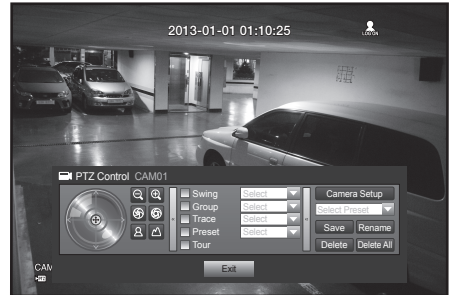 2013-01-01 01:10:25
LOG ON
PTZ Control CAM01
Swing Select
Group Select
Trace Select
Preset Select
Tour
Camera Setup
Select Preset
Save Rename
Delete Delete All
Exit
CAM